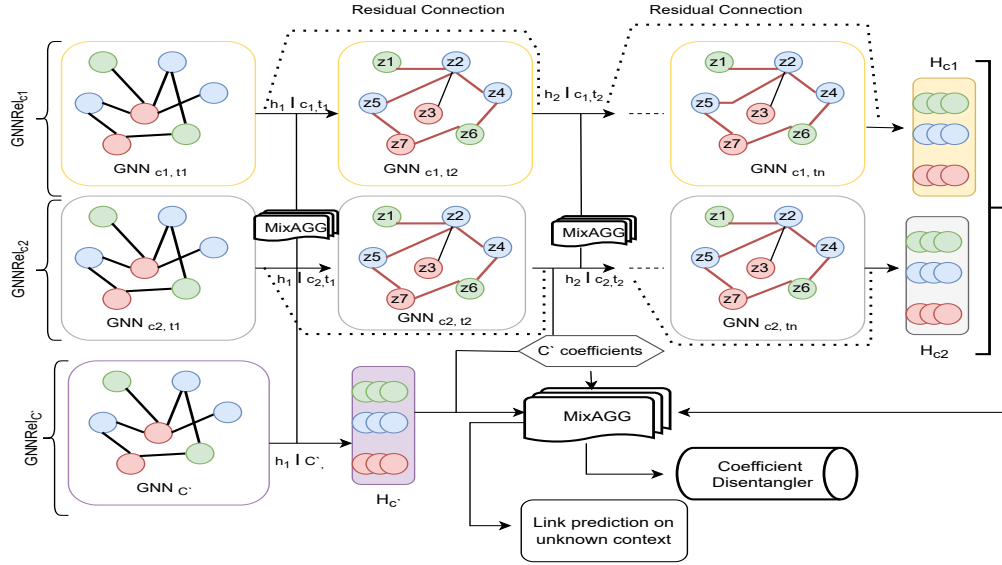 Residual Connection
Residual Connection
GNNRel_c1
GNN c1, t1
h1 | c1,t1
z1
z2
z3
z4
z5
z6
z7
GNN c1, t2
h2 | c1,t2
z1
z2
z3
z4
z5
z6
z7
GNN c1, tn
Hc1
MixAGG
MixAGG
GNNRel_c2
GNN c2, t1
h1 | c2,t1
z1
z2
z3
z4
z5
z6
z7
GNN c2, t2
h2 | c2,t2
z1
z2
z3
z4
z5
z6
z7
GNN c2, tn
Hc2
C` coefficients
GNNRel_C`
GNN C`
h1 | C`,
Hc`
MixAGG
Coefficient
Disentangler
Link prediction on
unknown context